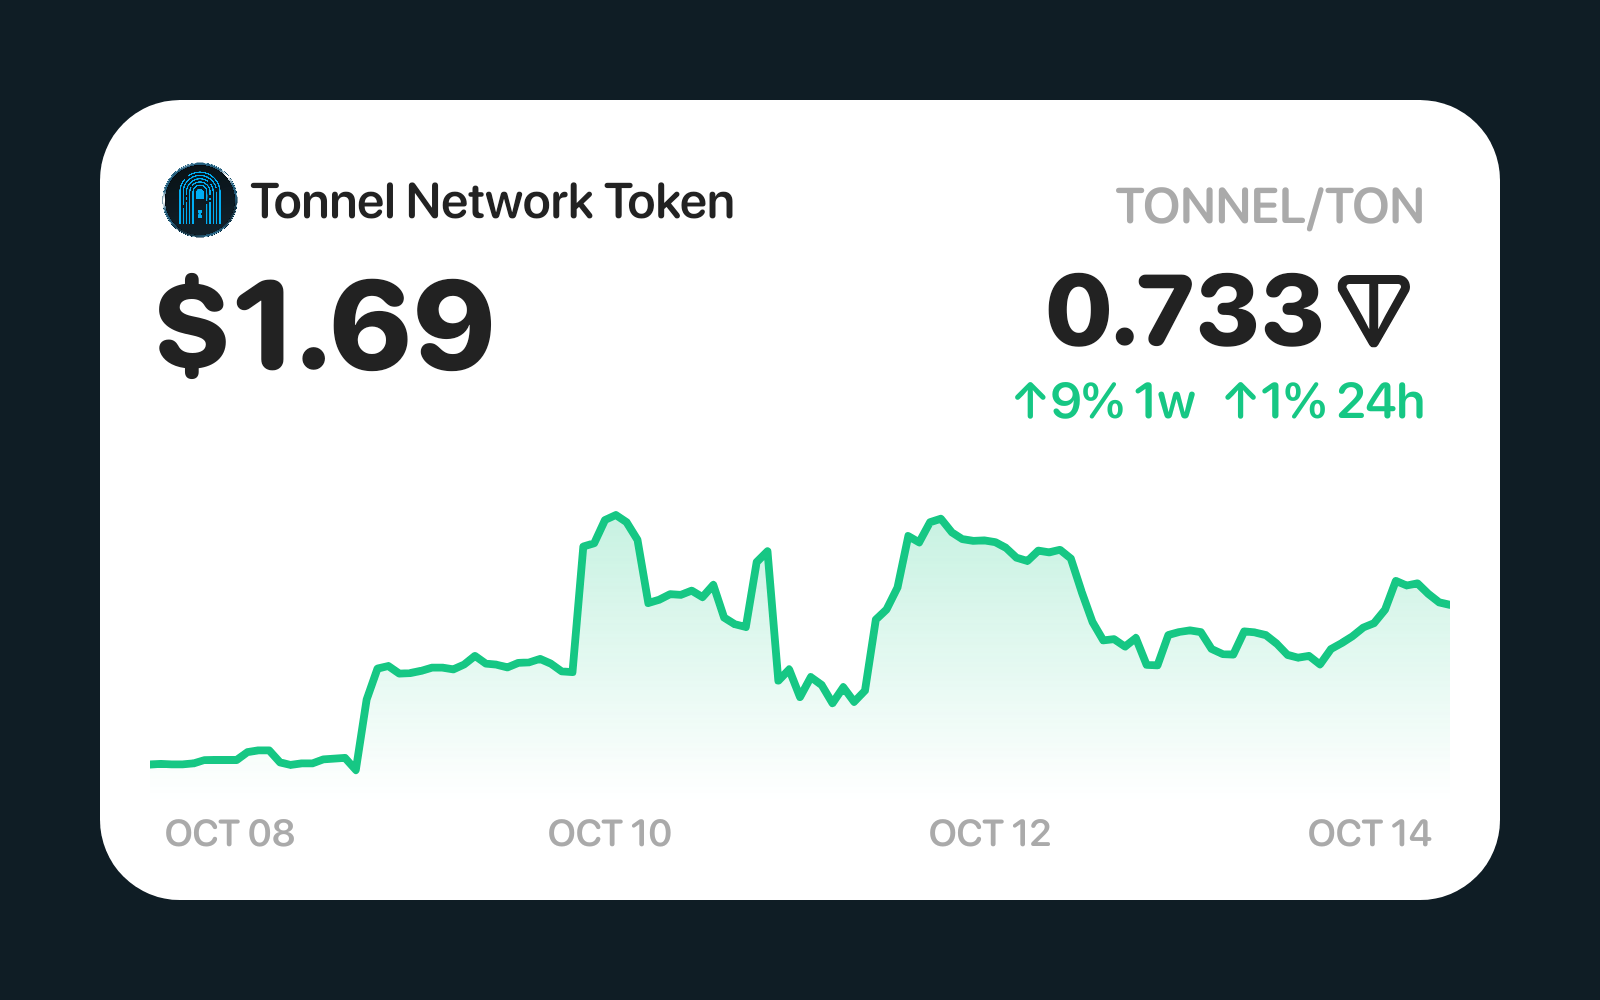 Tonnel Network Token
TONNEL/TON
$1.69
0.733
↑9% 1w ↑1% 24h
OCT 08
OCT 10
OCT 12
OCT 14